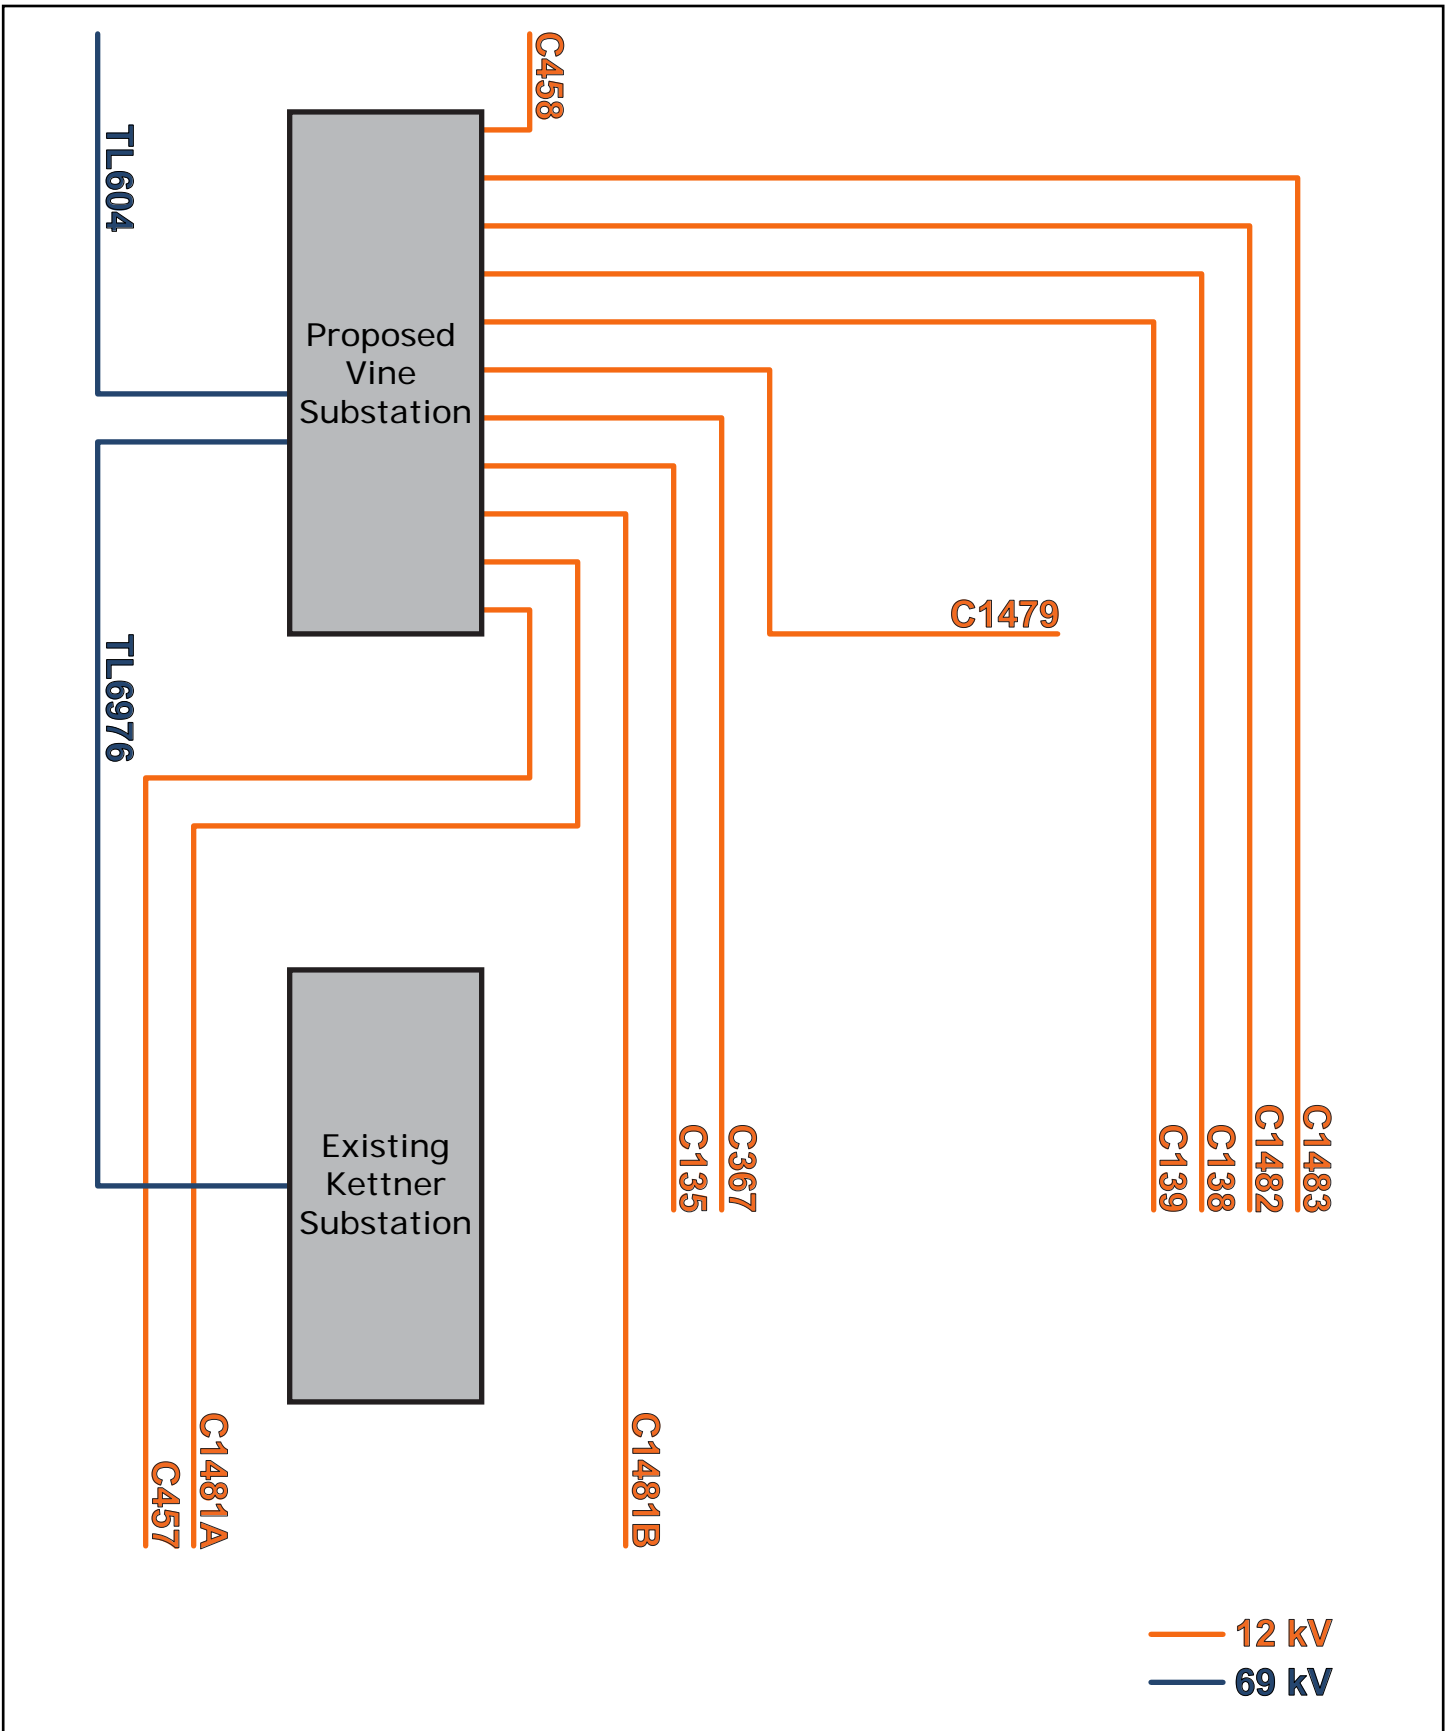 C458
TL604
Proposed
Vine
Substation
C1479
TL6976
Existing
Kettner
Substation
C135
C367
C139
C138
C1482
C1483
C457
C1481A
C1481B
12 kV
69 kV